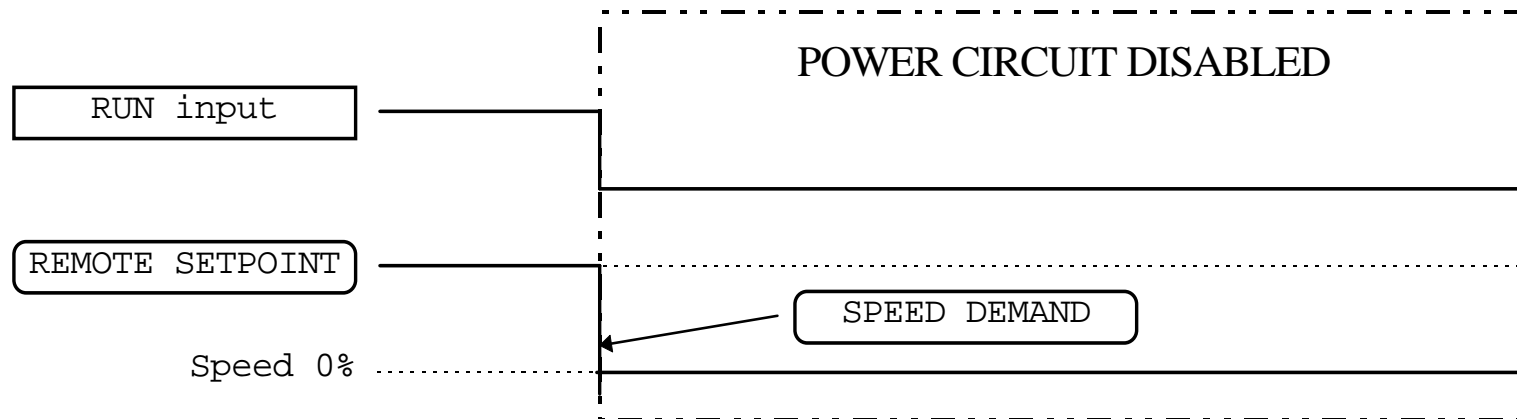 POWER CIRCUIT DISABLED
RUN input
REMOTE SETPOINT
SPEED DEMAND
Speed 0%